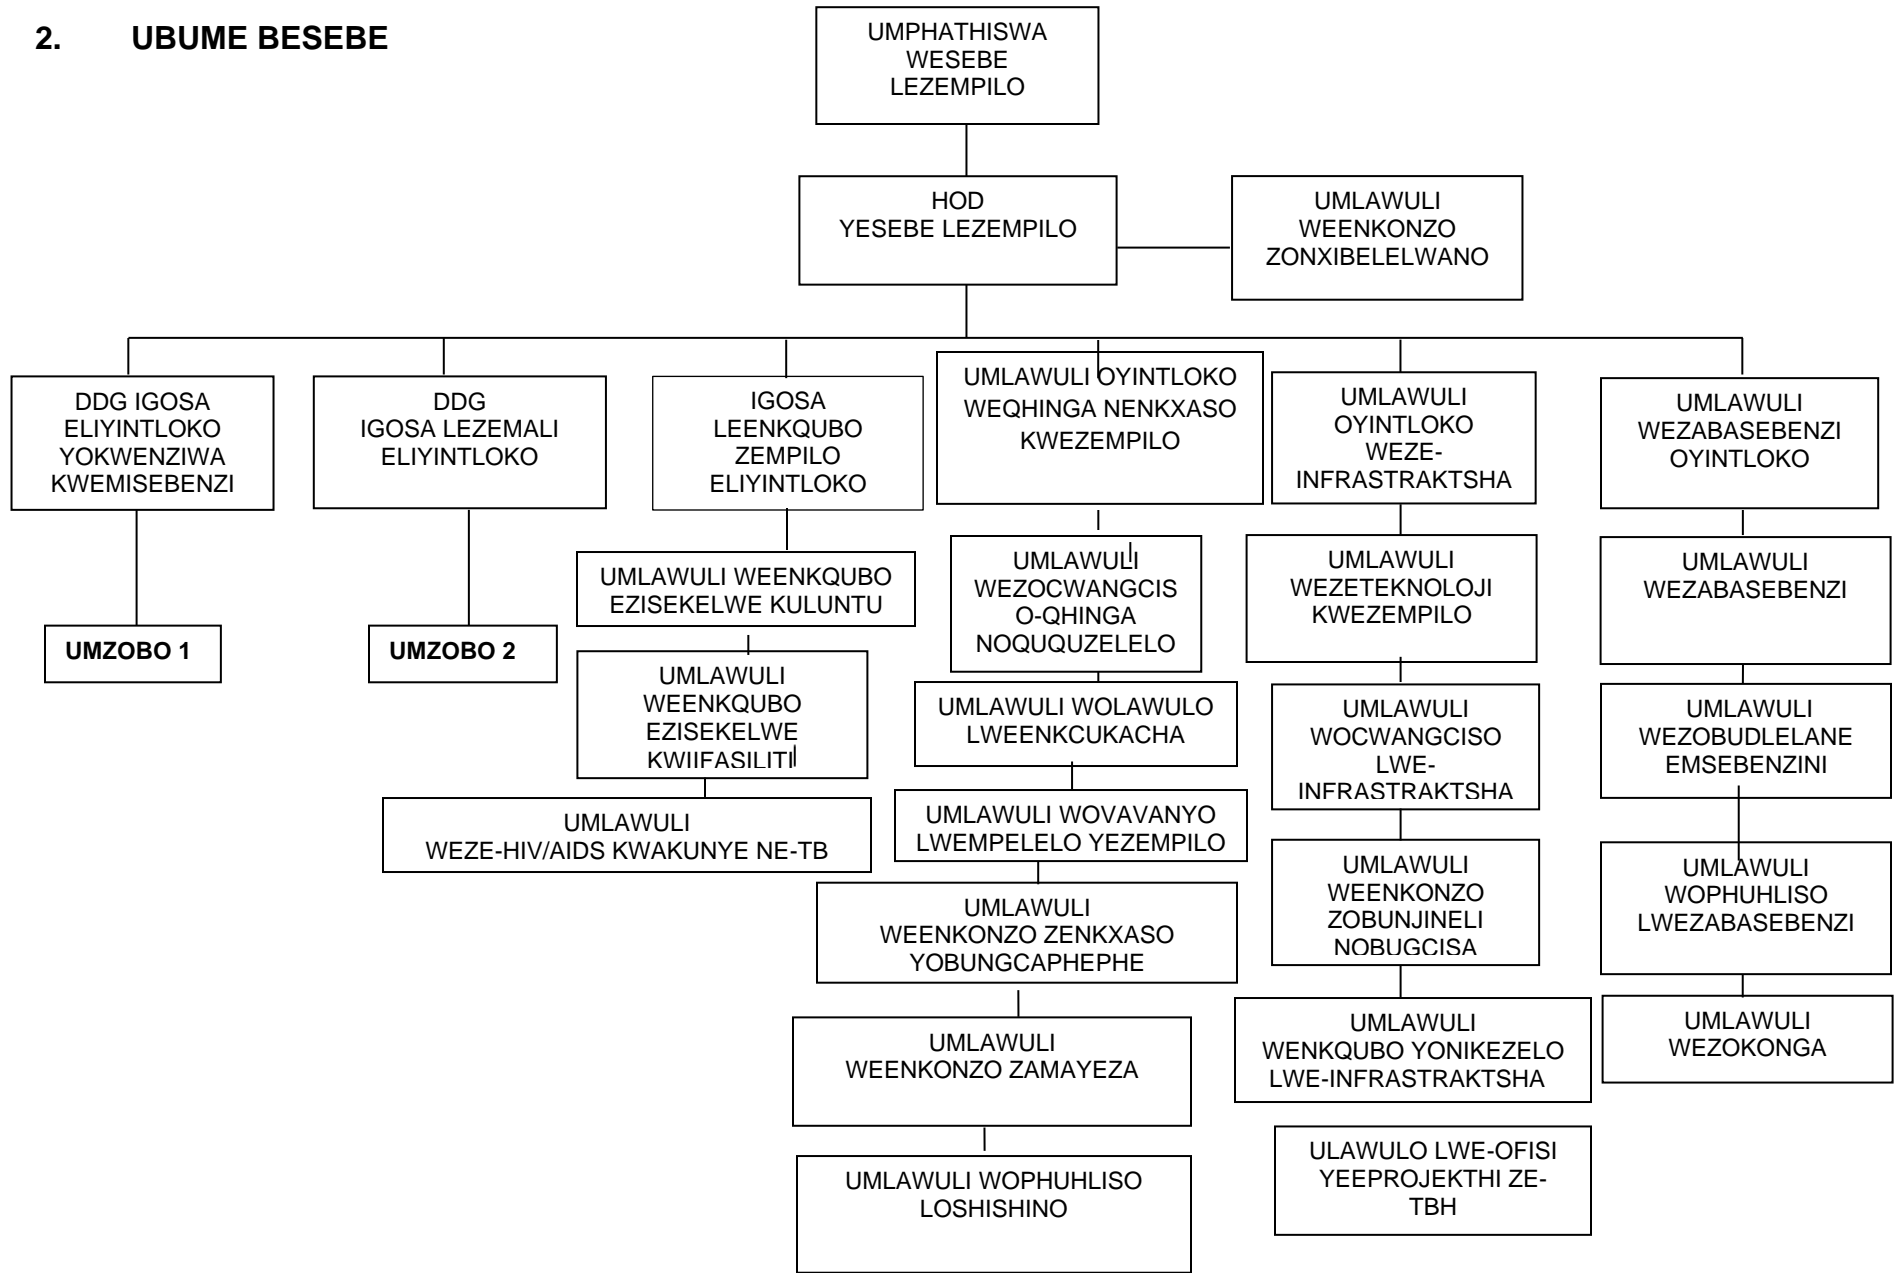 2. UBUME BESEBE
UMPHATHISWA
WESEBE
LEZEMPILO
HOD
YESEBE LEZEMPILO
UMLAWULI
WEENKONZO
ZONXIBELELWANO
DDG IGOSA
ELIYINTLOKO
YOKWENZIWA
KWEMISEBENZI
DDG
IGOSA LEZEMALI
ELIYINTLOKO
IGOSA
LEENKQUBO
ZEMPILO
ELIYINTLOKO
UMLAWULI OYINTLOKO
WEQHINGA NENKXASO
KWEZEMPILO
UMLAWULI
OYINTLOKO
WEZE-
INFRASTRAKTSHA
UMLAWULI
WEZABASEBENZI
OYINTLOKO
UMZOBO 1
UMZOBO 2
UMLAWULI WEENKQUBO
EZISEKELWE KULUNTU
UMLAWULI
WEENKQUBO
EZISEKELWE
KWIIFASILITI
UMLAWULI
WEZE-HIV/AIDS KWAKUNYE NE-TB
UMLAWULI
WEZOCWANGCIS
O-QHINGA
NOQUQUZELELO
UMLAWULI WOLAWULO
LWEENKCUKACHA
UMLAWULI WOVAVANYO
LWEMPELELO YEZEMPILO
UMLAWULI
WEENKONZO ZENKXASO
YOBUNGCAPHEPHE
UMLAWULI
WEENKONZO ZAMAYEZA
UMLAWULI WOPHUHLISO
LOSHISHINO
UMLAWULI
WEZETEKNOLOJI
KWEZEMPILO
UMLAWULI
WOCWANGCISO
LWE-
INFRASTRAKTSHA
UMLAWULI
WEENKONZO
ZOBUNJINELI
NOBUGCISA
UMLAWULI
WENKQUBO YONIKEZELO
LWE-INFRASTRAKTSHA
ULAWULO LWE-OFISI
YEEPROJEKTHI ZE-
TBH
UMLAWULI
WEZABASEBENZI
UMLAWULI
WEZOBUDLELANE
EMSEBENZINI
UMLAWULI
WOPHUHLISO
LWEZABASEBENZI
UMLAWULI
WEZOKONGA